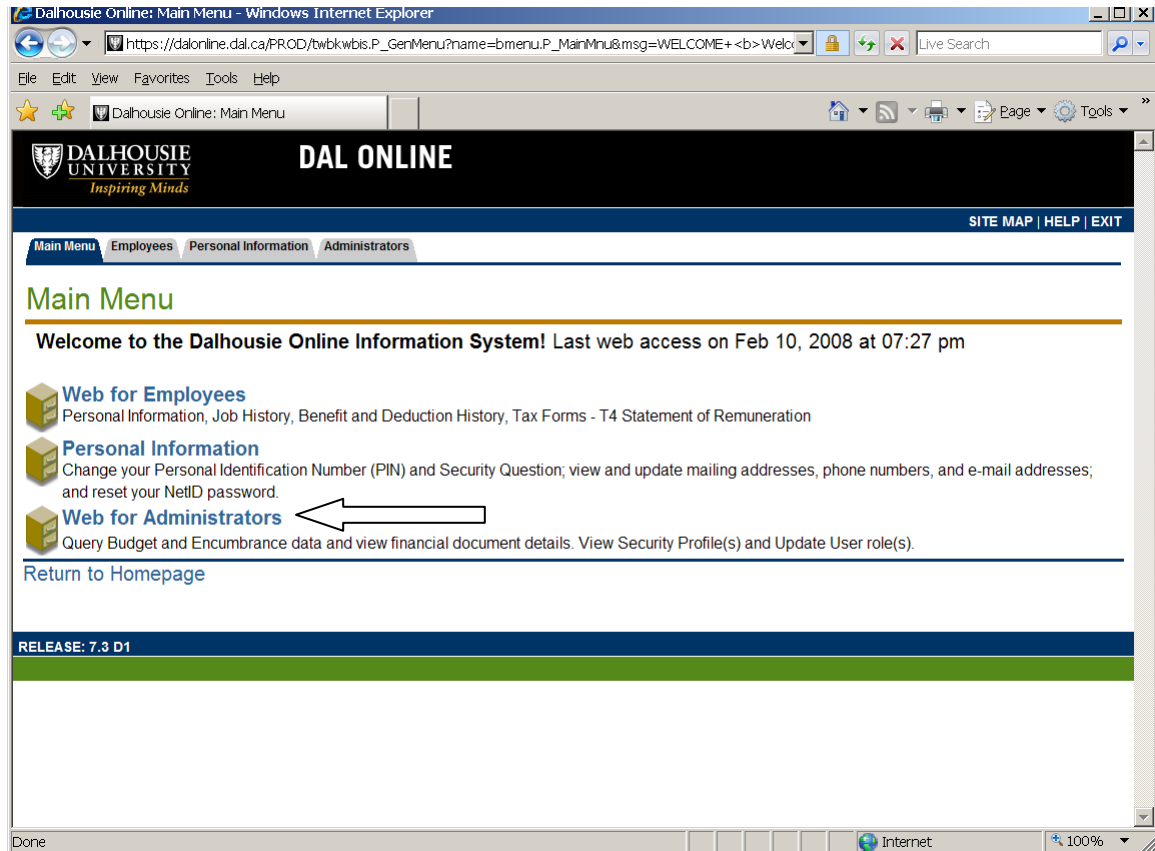 Dalhousie Online: Main Menu - Windows Internet Explorer
https://dalonline.dal.ca/PROD/twbkwbis.P_GenMenu?name=bmenu.P_MainMnu&msg=WELCOME+<b>Welc
Live Search
File Edit View Favorites Tools Help
Dalhousie Online: Main Menu
Page Tools »
DALHOUSIE UNIVERSITY
Inspiring Minds
DAL ONLINE
SITE MAP | HELP | EXIT
Main Menu Employees Personal Information Administrators
Main Menu
Welcome to the Dalhousie Online Information System! Last web access on Feb 10, 2008 at 07:27 pm
Web for Employees
Personal Information, Job History, Benefit and Deduction History, Tax Forms - T4 Statement of Remuneration
Personal Information
Change your Personal Identification Number (PIN) and Security Question; view and update mailing addresses, phone numbers, and e-mail addresses;
and reset your NetID password.
Web for Administrators
Query Budget and Encumbrance data and view financial document details. View Security Profile(s) and Update User role(s).
Return to Homepage
RELEASE: 7.3 D1
Done
Internet
100%